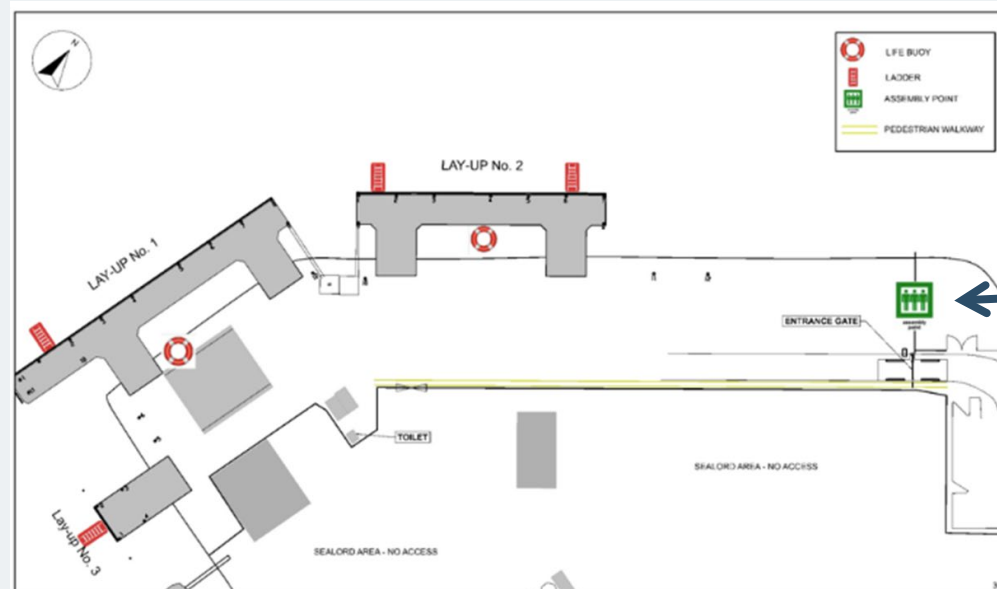 N
LIFE BUOY
LADDER
ASSEMBLY POINT
PEDESTRIAN WALKWAY
LAY-UP No. 2
LAY-UP No. 1
assembly
point
ENTRANCE GATE
TOILET
SEALORD AREA - NO ACCESS
Lay-up No. 3
SEALORD AREA - NO ACCESS